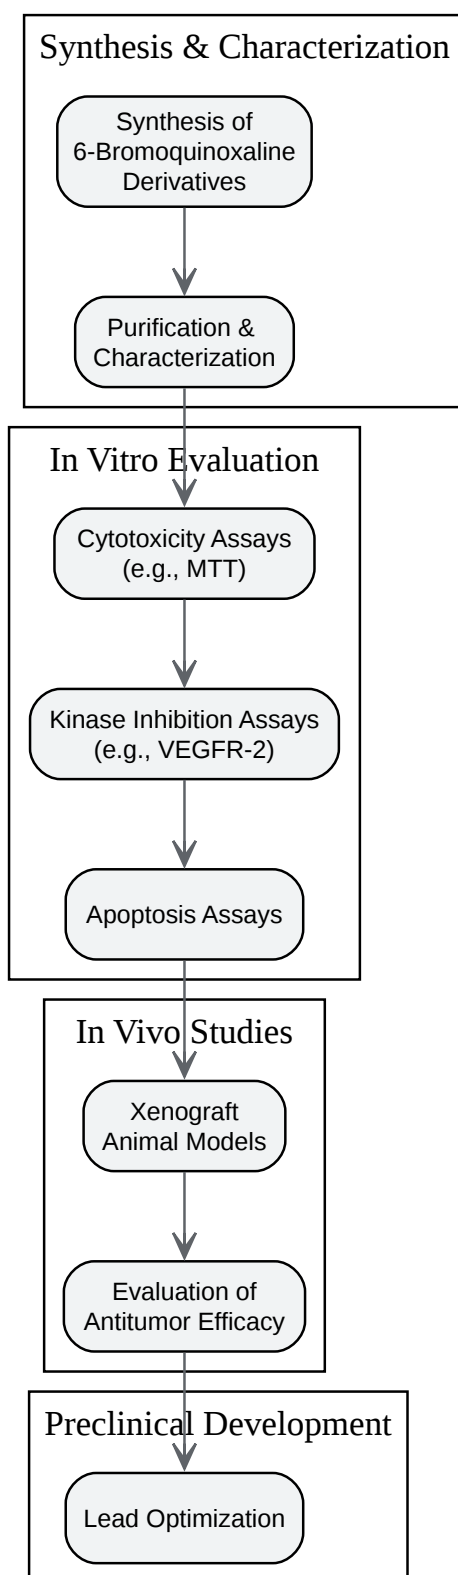 Synthesis & Characterization
Synthesis of
6-Bromoquinoxaline
Derivatives
Purification &
Characterization
In Vitro Evaluation
Cytotoxicity Assays
(e.g., MTT)
Kinase Inhibition Assays
(e.g., VEGFR-2)
Apoptosis Assays
In Vivo Studies
Xenograft
Animal Models
Evaluation of
Antitumor Efficacy
Preclinical Development
Lead Optimization